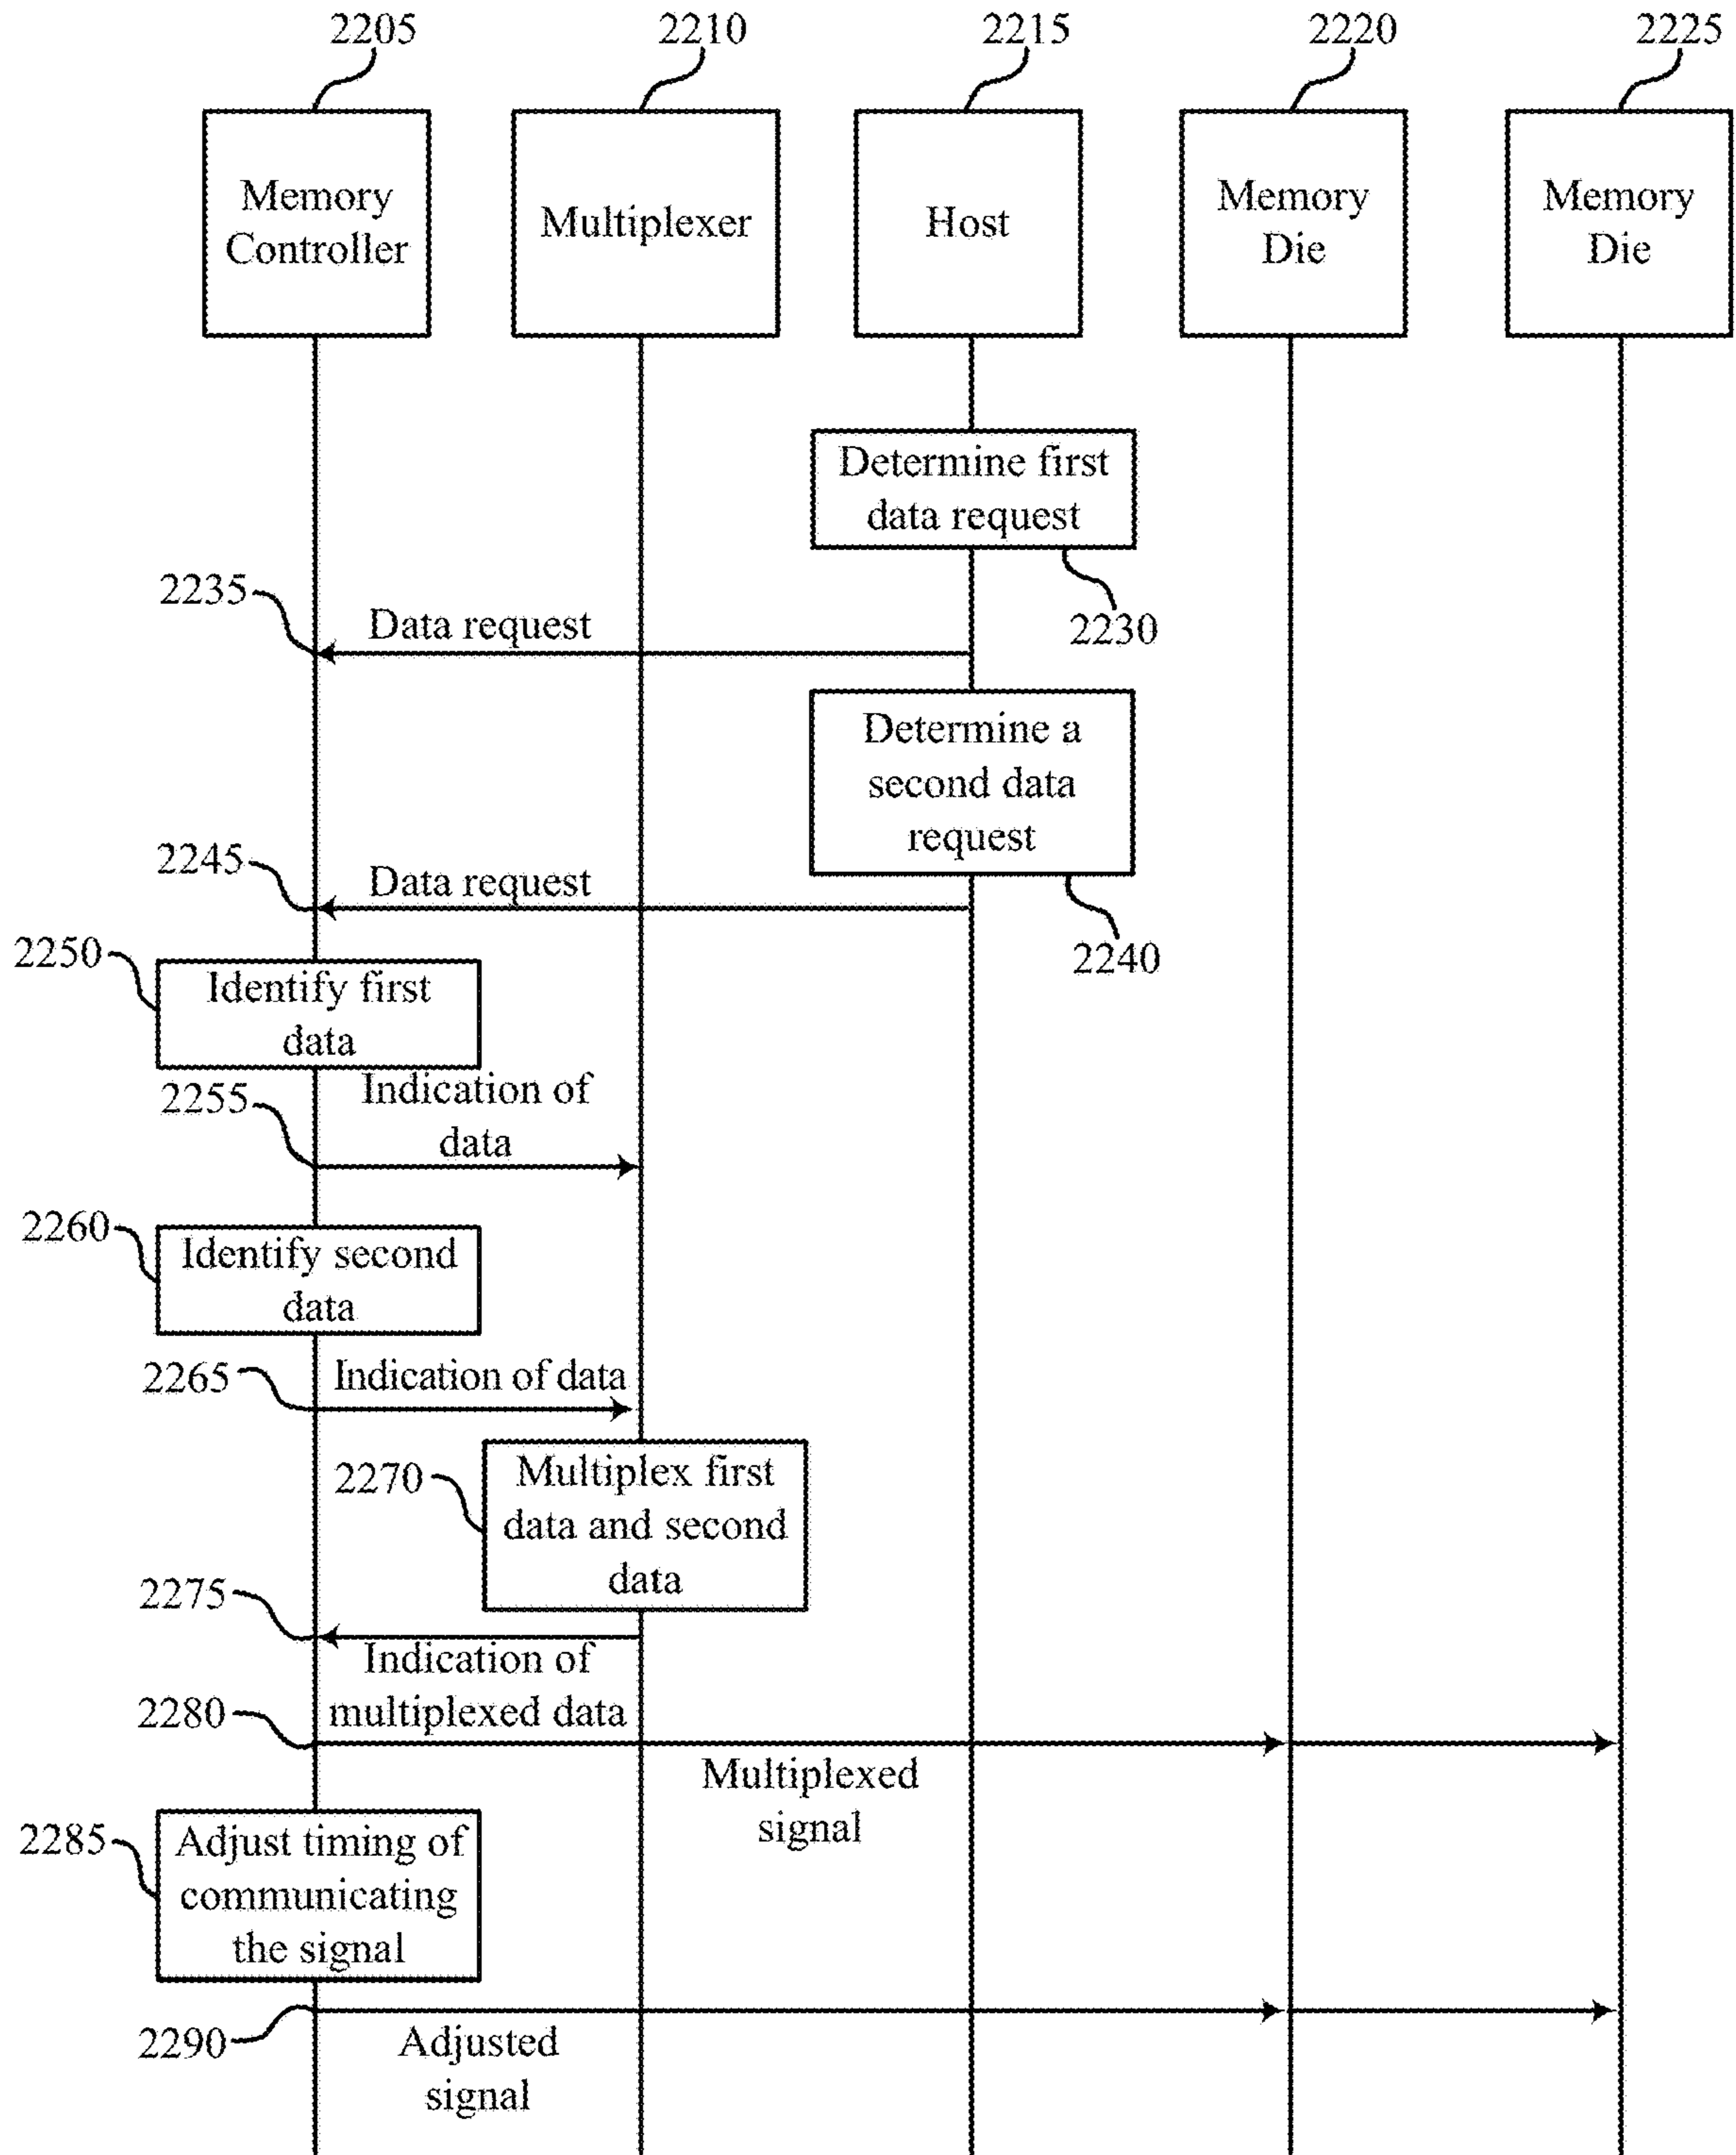 2205
2210
2215
2220
2225
Memory
Controller
Multiplexer
Host
Memory
Die
Memory
Die
Determine first
data request
2230
2235
Data request
Determine a
second data
request
2240
2245
Data request
2250
Identify first
data
2255
Indication of
data
2260
Identify second
data
2265
Indication of data
2270
Multiplex first
data and second
data
2275
Indication of
multiplexed data
2280
Multiplexed
signal
2285
Adjust timing of
communicating
the signal
2290
Adjusted
signal